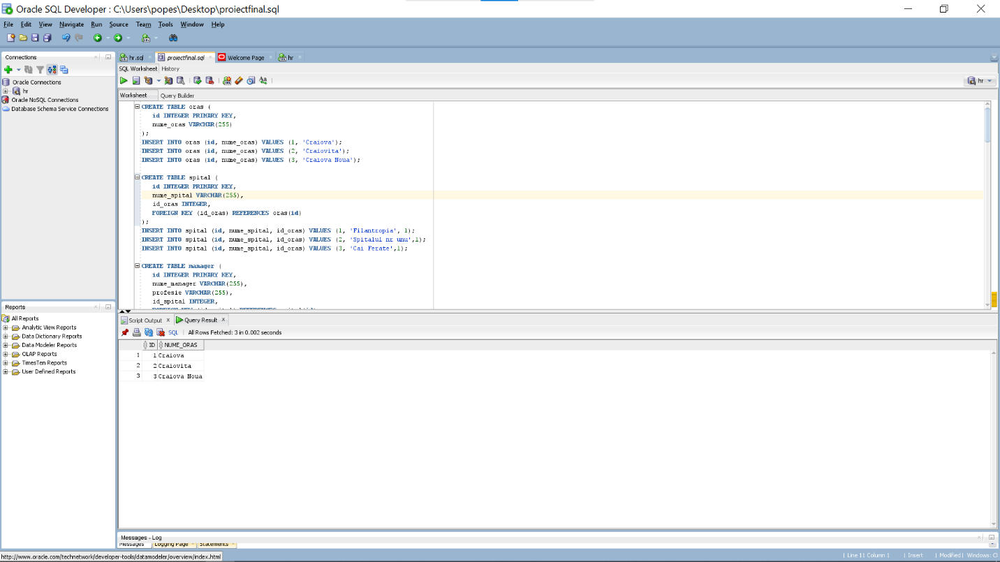 Oracle SQL Developer : C:\Users\popes\Desktop\proiectfinal.sql
File Edit View Navigate Run Source Team Tools Window Help
Connections
hr.sql proiectfinal.sql Welcome Page hr
SQL Worksheet History
hr
Oracle Connections
hr
Oracle NoSQL Connections
Database Schema Service Connections
Worksheet Query Builder
CREATE TABLE oras (
id INTEGER PRIMARY KEY,
nume_oras VARCHAR(255)
);
INSERT INTO oras (id, nume_oras) VALUES (1, 'Craiova');
INSERT INTO oras (id, nume_oras) VALUES (2, 'Craiovita');
INSERT INTO oras (id, nume_oras) VALUES (3, 'Craiova Noua');
CREATE TABLE spital (
id INTEGER PRIMARY KEY,
nume_spital VARCHAR(255),
id_oras INTEGER,
FOREIGN KEY (id_oras) REFERENCES oras(id)
);
INSERT INTO spital (id, nume_spital, id_oras) VALUES (1, 'Filantropia', 1);
INSERT INTO spital (id, nume_spital, id_oras) VALUES (2, 'Spitalul nr unu',1);
INSERT INTO spital (id, nume_spital, id_oras) VALUES (3, 'Cai Ferate',1);
CREATE TABLE manager (
id INTEGER PRIMARY KEY,
nume_manager VARCHAR(255),
profesie VARCHAR(255),
id_spital INTEGER,
Reports
All Reports
Analytic View Reports
Data Dictionary Reports
Data Modeler Reports
OLAP Reports
TimesTen Reports
User Defined Reports
Script Output x Query Result x
SQL | All Rows Fetched: 3 in 0.002 seconds
ID NUME_ORAS
1 1 Craiova
2 2 Craiovita
3 3 Craiova Noua
Messages - Log
Messages Logging Page Statements
http://www.oracle.com/technetwork/developer-tools/datamodeler/overview/index.html
| Line 11 Column 1 | Insert | Modified | Windows: